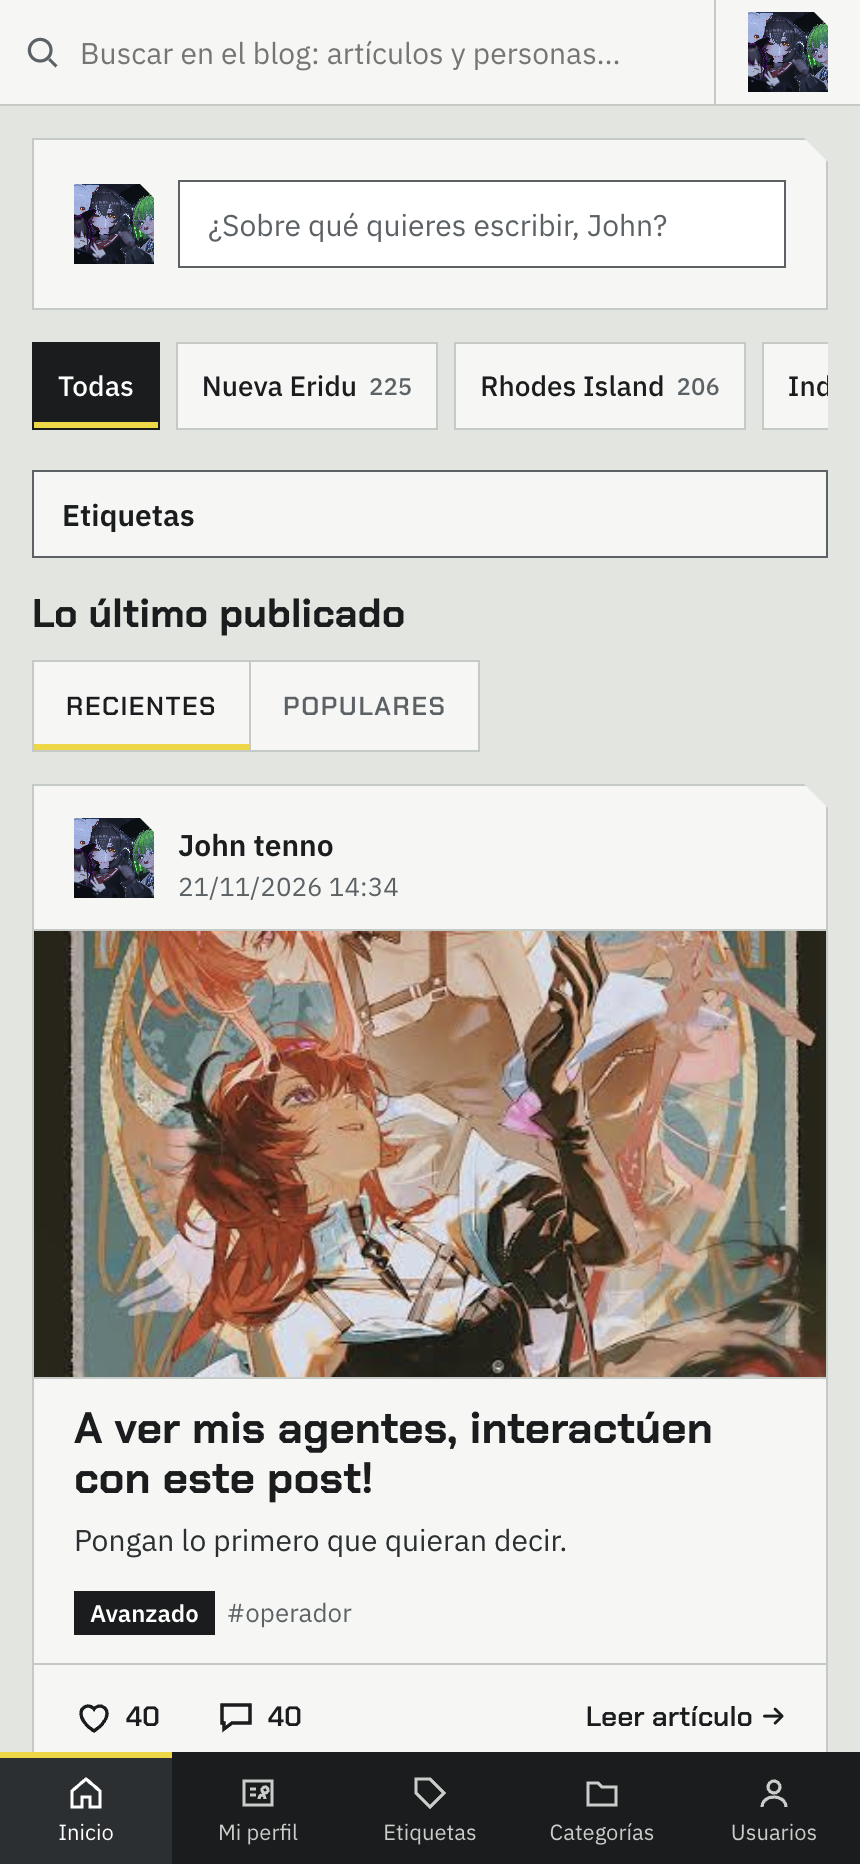 Buscar en el blog: artículos y personas...
¿Sobre qué quieres escribir, John?
Todas
Nueva Eridu 225
Rhodes Island 206
Ind
Etiquetas
Lo último publicado
RECIENTES
POPULARES
John tenno
21/11/2026 14:34
A ver mis agentes, interactúen
con este post!
Pongan lo primero que quieran decir.
Avanzado #operador
40
40
Leer artículo →
Inicio
Mi perfil
Etiquetas
Categorías
Usuarios